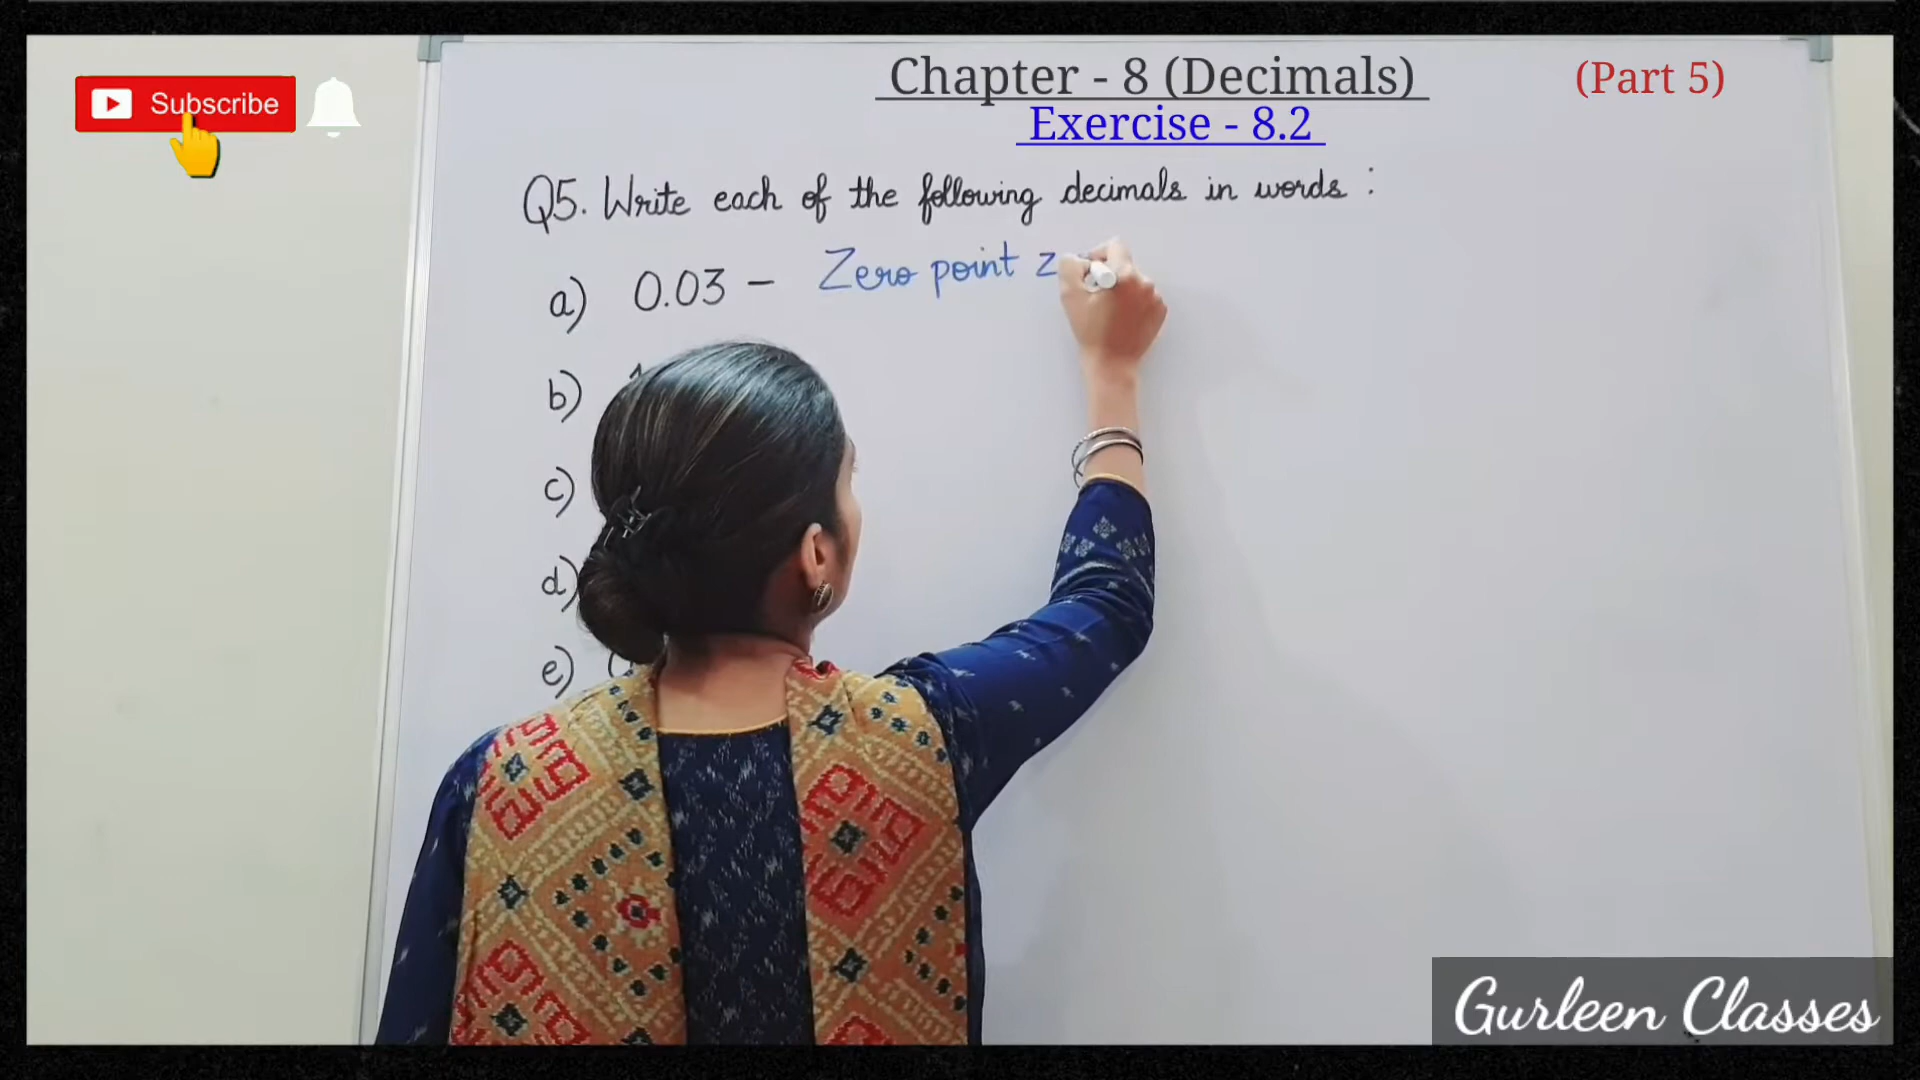 Subscribe
Chapter - 8 (Decimals)
(Part 5)
Exercise - 8.2
Q5. Write each of the following decimals in words :
a) 0.03 - Zero point z
b)
c)
d)
e)
Gurleen Classes